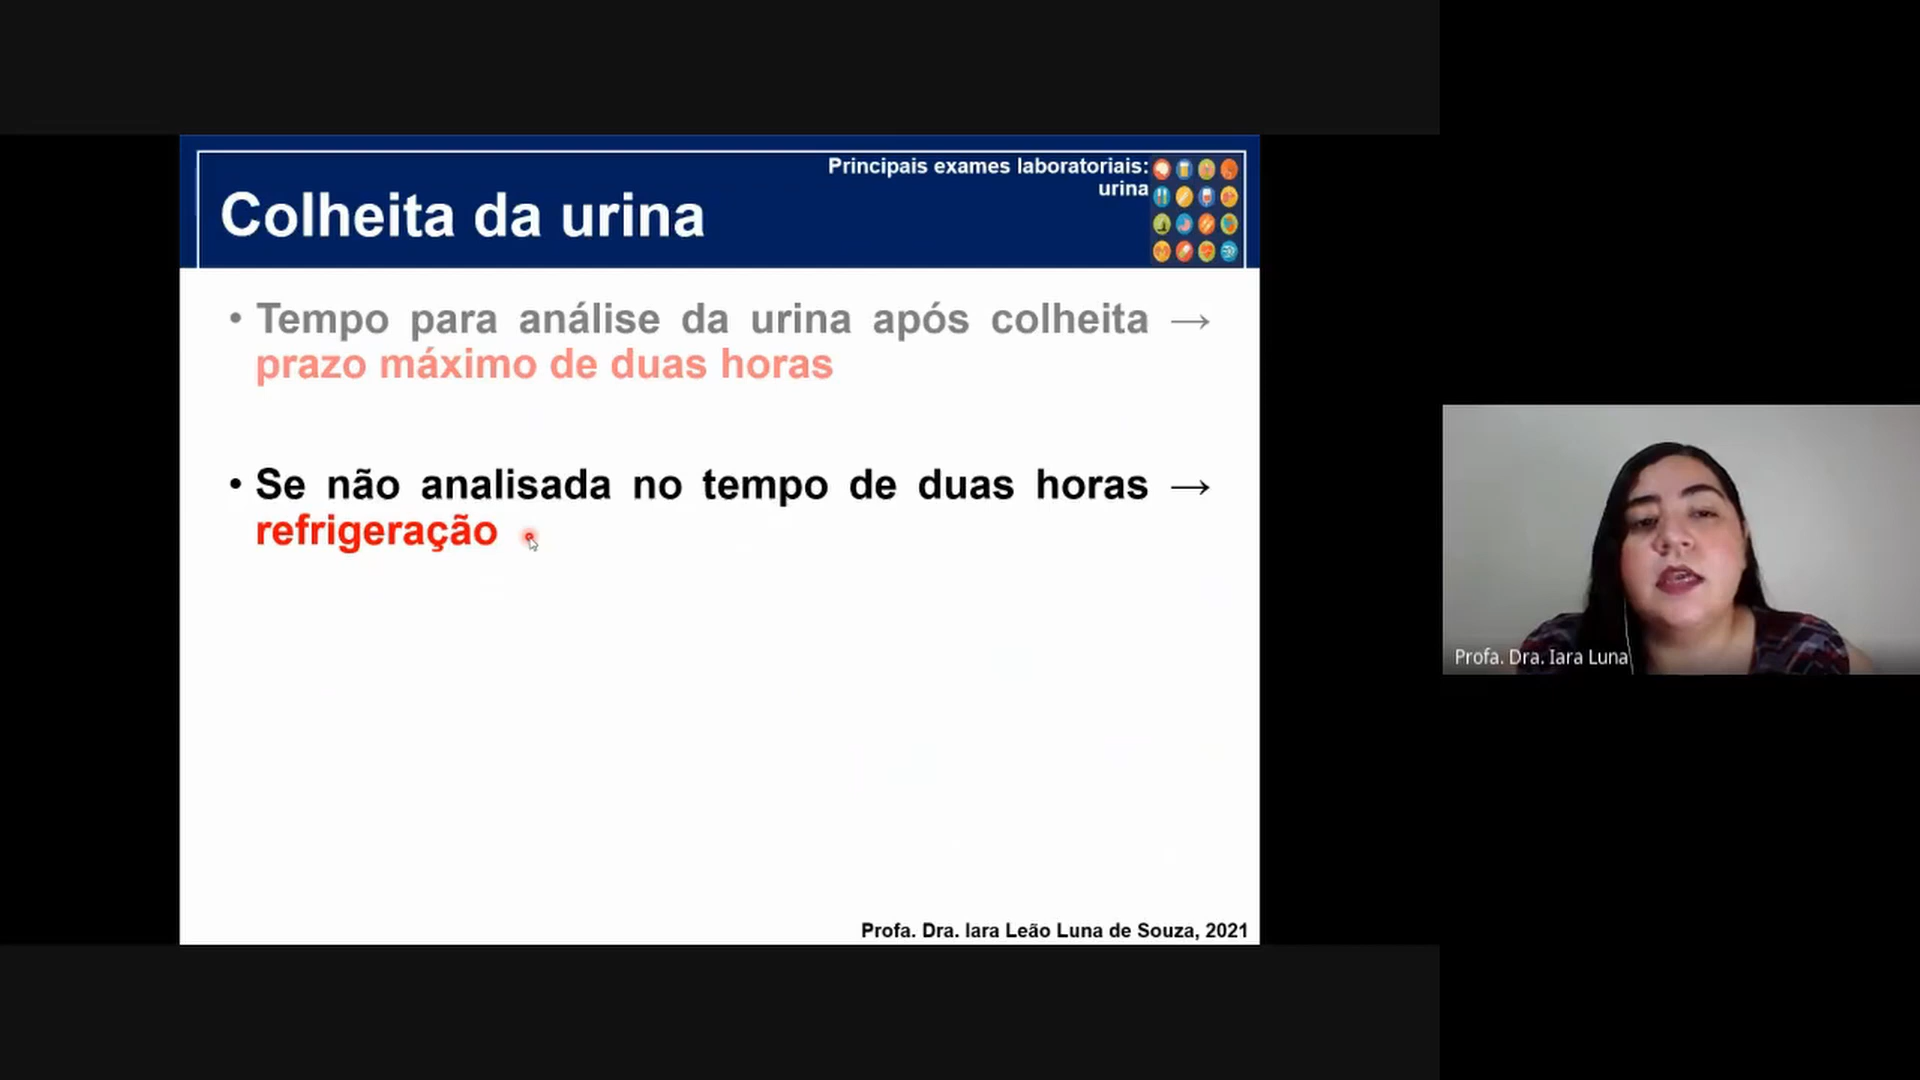 Principais exames laboratoriais:
urina
Colheita da urina
• Tempo para análise da urina após colheita →
prazo máximo de duas horas
• Se não analisada no tempo de duas horas →
refrigeração
Profa. Dra. Iara Luna
Profa. Dra. Iara Leão Luna de Souza, 2021